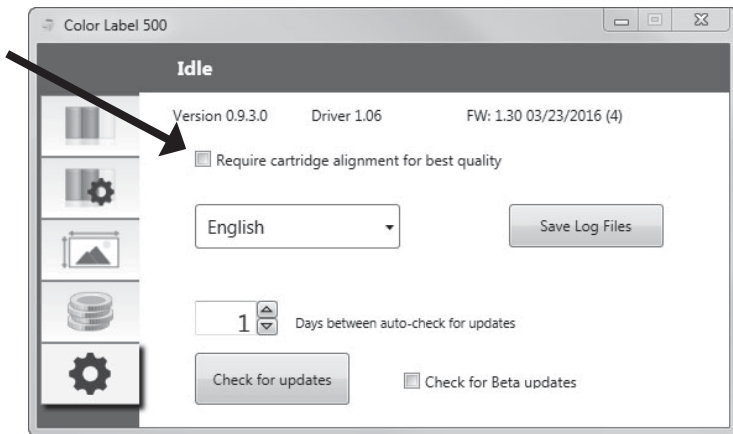 Color Label 500
Idle
Version 0.9.3.0 Driver 1.06 FW: 1.30 03/23/2016 (4)
Require cartridge alignment for best quality
English Save Log Files
1 Days between auto-check for updates
Check for updates Check for Beta updates